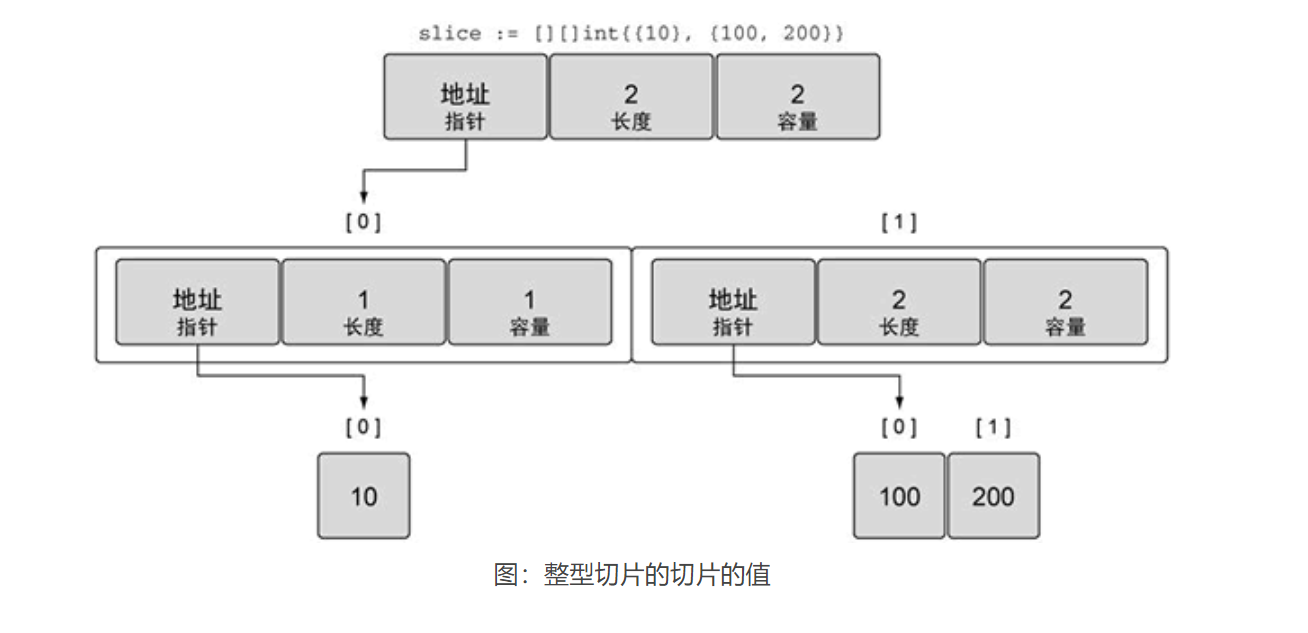 slice := [][]int{{10}, {100, 200}}
地址 2 2
指针 长度 容量
[0] [1]
地址 1 1 地址 2 2
指针 长度 容量 指针 长度 容量
[0] [0] [1]
10 100 200
图：整型切片的切片的值